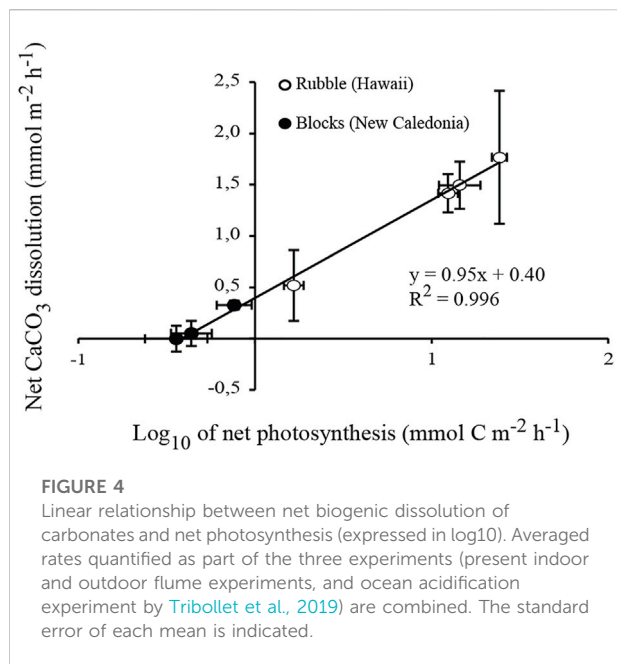 Net CaCO3 dissolution (mmol m-2 h-1)
2,5
2,0
1,5
1,0
0,5
-0,5
-1
1
2
Rubble (Hawaii)
Blocks (New Caledonia)
y = 0.95x + 0.40
R2 = 0.996
Log10 of net photosynthesis (mmol C m-2 h-1)
FIGURE 4
Linear relationship between net biogenic dissolution of
carbonates and net photosynthesis (expressed in log10). Averaged
rates quantified as part of the three experiments (present indoor
and outdoor flume experiments, and ocean acidification
experiment by Tribollet et al., 2019) are combined. The standard
error of each mean is indicated.